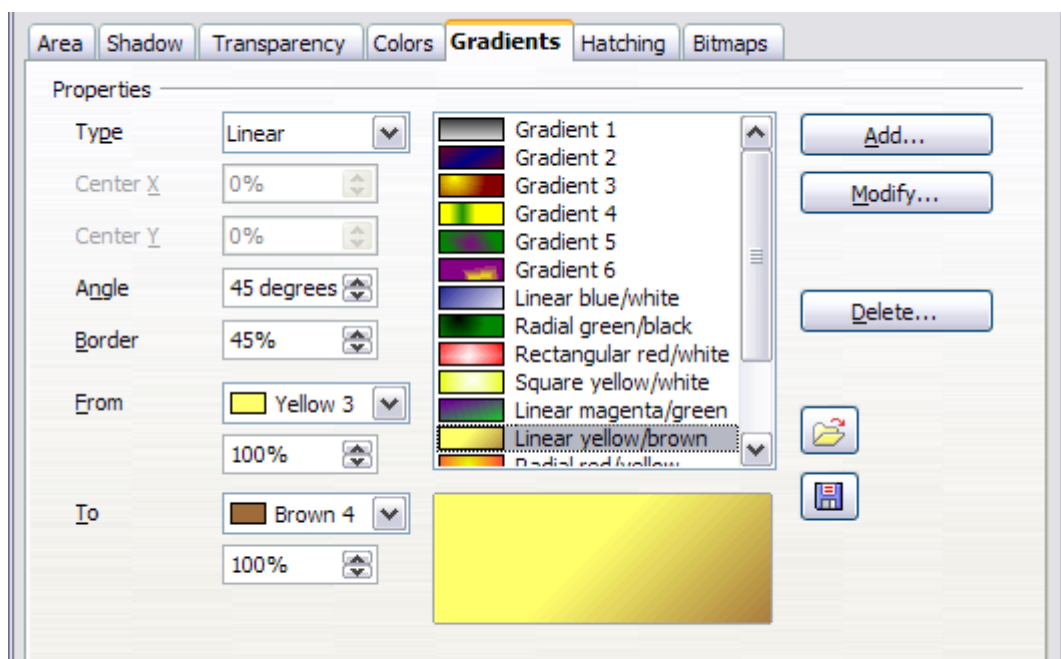 Area Shadow Transparency Colors Gradients Hatching Bitmaps
Properties
Type Linear
Center X 0%
Center Y 0%
Angle 45 degrees
Border 45%
From Yellow 3
100%
To Brown 4
100%
Gradient 1
Gradient 2
Gradient 3
Gradient 4
Gradient 5
Gradient 6
Linear blue/white
Radial green/black
Rectangular red/white
Square yellow/white
Linear magenta/green
Linear yellow/brown
Radial red/yellow
Add...
Modify...
Delete...